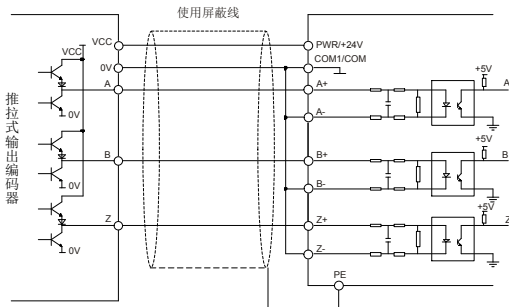 使用屏蔽线
VCC
VCC
PWR/+24V
0V
COM1/COM
+5V
A
A+
A
0V
A-
+5V
B
B+
B
0V
B-
+5V
Z
Z+
Z
0V
Z-
PE
推拉式输出编码器